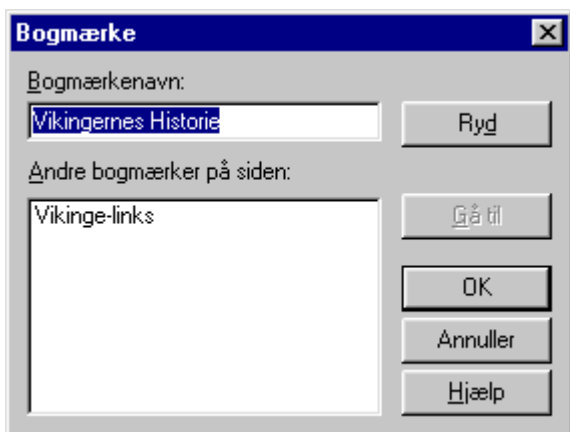 Bogmærke
Bogmærkenavn:
Vikingernes Historie
Ryd
Andre bogmærker på siden:
Vikinge-links
Gå til
OK
Annuller
Hjælp